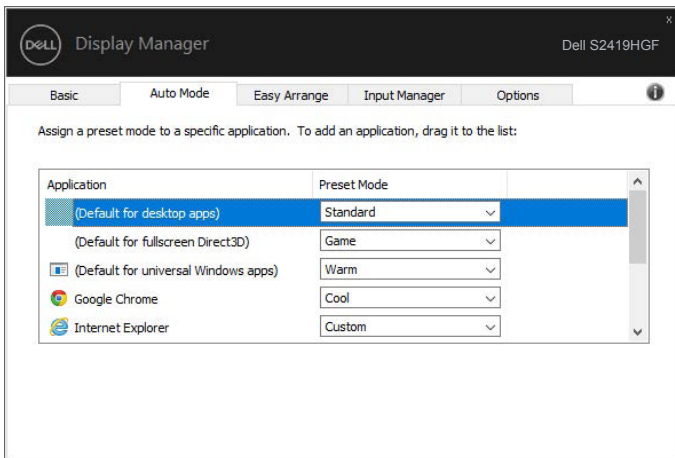 x
DELL Display Manager Dell S2419HGF
Basic Auto Mode Easy Arrange Input Manager Options i
Assign a preset mode to a specific application. To add an application, drag it to the list:
Application Preset Mode
(Default for desktop apps) Standard
(Default for fullscreen Direct3D) Game
(Default for universal Windows apps) Warm
Google Chrome Cool
Internet Explorer Custom